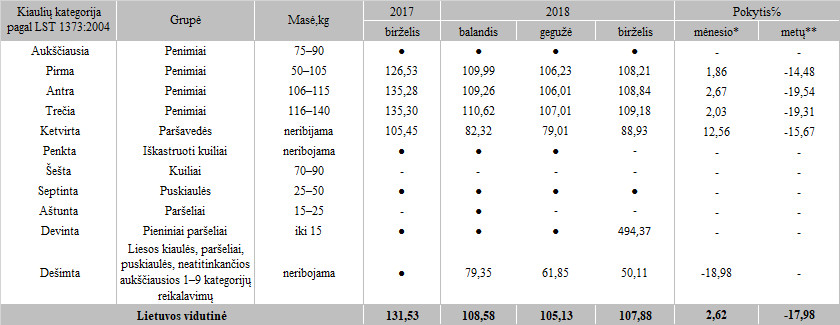 Kiaulių kategorija pagal LST 1373:2004 Grupė Masė,kg 2017 2018 Pokytis%
birželis balandis gegužė birželis mėnesio* metų**
Aukščiausia Penimiai 75–90 ● ● ● ● - -
Pirma Penimiai 50–105 126,53 109,99 106,23 108,21 1,86 -14,48
Antra Penimiai 106–115 135,28 109,26 106,01 108,84 2,67 -19,54
Trečia Penimiai 116–140 135,30 110,62 107,01 109,18 2,03 -19,31
Ketvirta Paršavedės neribijama 105,45 82,32 79,01 88,93 12,56 -15,67
Penkta Iškastruoti kuiliai neribojama ● ● ● - - -
Šešta Kuiliai 70–90 - - - - - -
Septinta Puskiaulės 25–50 ● ● ● ● - -
Aštunta Paršeliai 15–25 - ● - - - -
Devinta Pieniniai paršeliai iki 15 ● ● ● 494,37 - -
Dešimta Liesos kiaulės, paršeliai,
puskiaulės, neatitinkančios
aukščiausios 1–9 kategorijų
reikalavimų neribojama ● 79,35 61,85 50,11 -18,98 -
Lietuvos vidutinė 131,53 108,58 105,13 107,88 2,62 -17,98